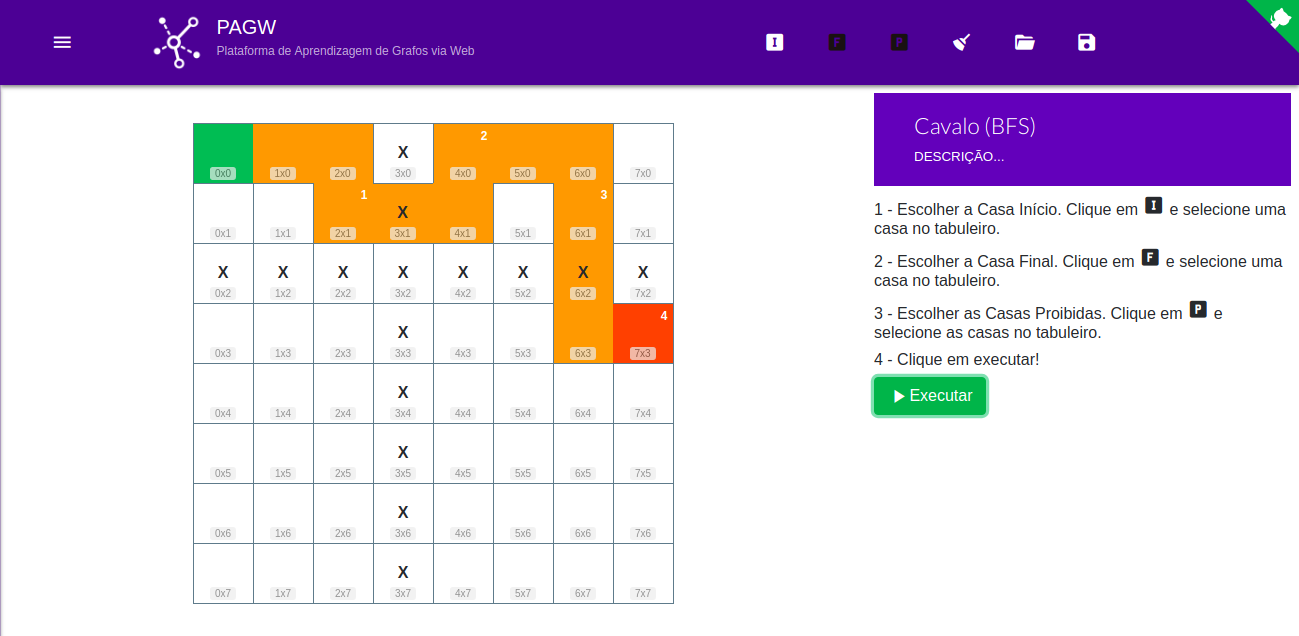 PAGW
Plataforma de Aprendizagem de Grafos via Web
I F P
Cavalo (BFS)
DESCRIÇÃO...
1 - Escolher a Casa Início. Clique em I e selecione uma
casa no tabuleiro.
2 - Escolher a Casa Final. Clique em F e selecione uma
casa no tabuleiro.
3 - Escolher as Casas Proibidas. Clique em P e
selecione as casas no tabuleiro.
4 - Clique em executar!
Executar
X 2
0x0 1x0 2x0 3x0 4x0 5x0 6x0 7x0
1 X 3
0x1 1x1 2x1 3x1 4x1 5x1 6x1 7x1
X X X X X X X X
0x2 1x2 2x2 3x2 4x2 5x2 6x2 7x2
X 4
0x3 1x3 2x3 3x3 4x3 5x3 6x3 7x3
X
0x4 1x4 2x4 3x4 4x4 5x4 6x4 7x4
X
0x5 1x5 2x5 3x5 4x5 5x5 6x5 7x5
X
0x6 1x6 2x6 3x6 4x6 5x6 6x6 7x6
X
0x7 1x7 2x7 3x7 4x7 5x7 6x7 7x7